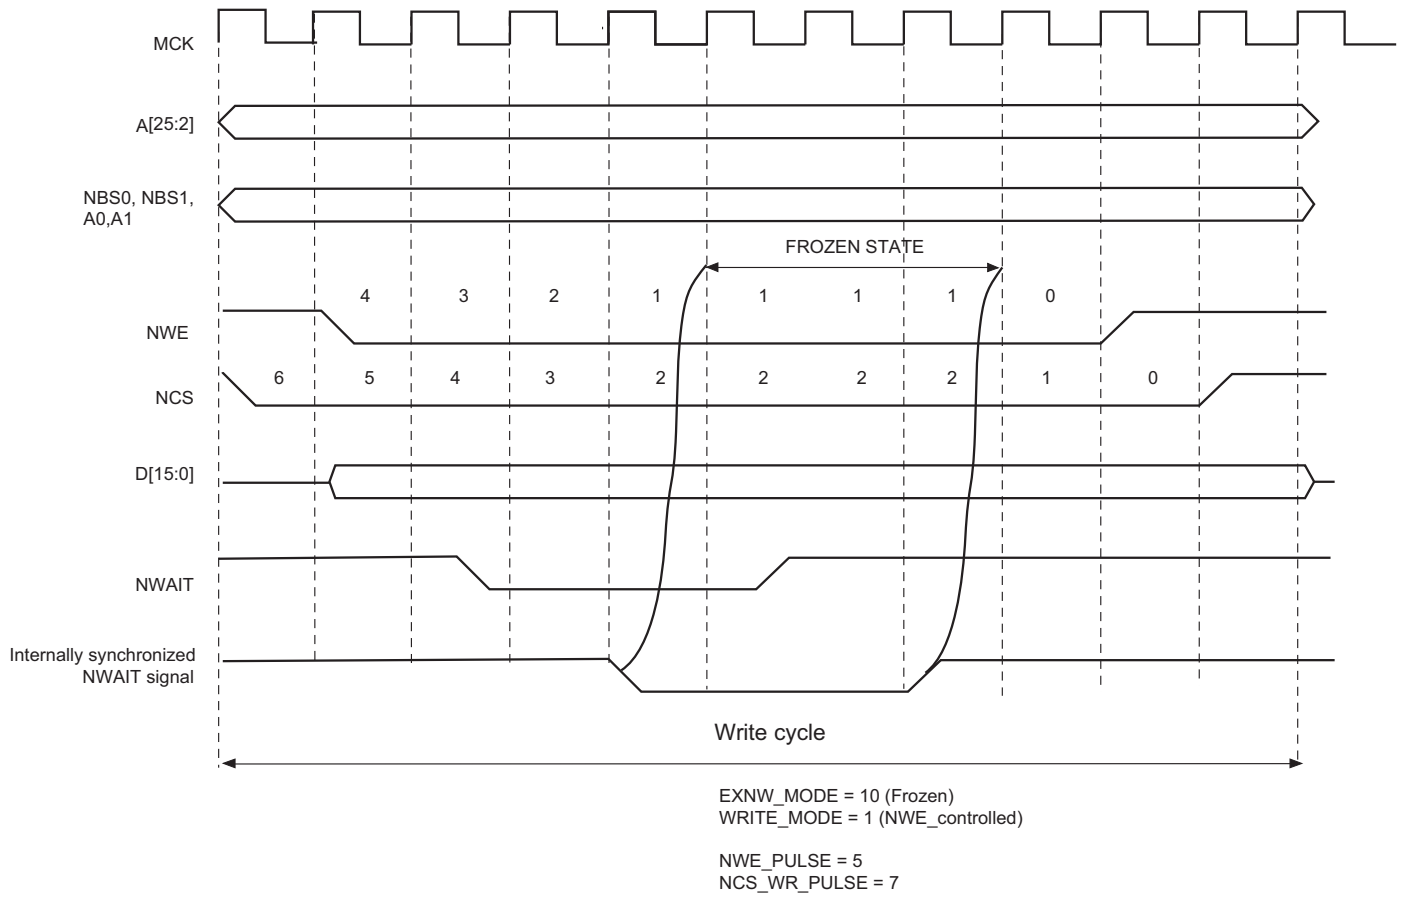 MCK
A[25:2]
NBS0, NBS1,
A0,A1
FROZEN STATE
4 3 2 1 1 1 1 0
NWE
6 5 4 3 2 2 2 2 1 0
NCS
D[15:0]
NWAIT
Internally synchronized
NWAIT signal
Write cycle
EXNW_MODE = 10 (Frozen)
WRITE_MODE = 1 (NWE_controlled)
NWE_PULSE = 5
NCS_WR_PULSE = 7